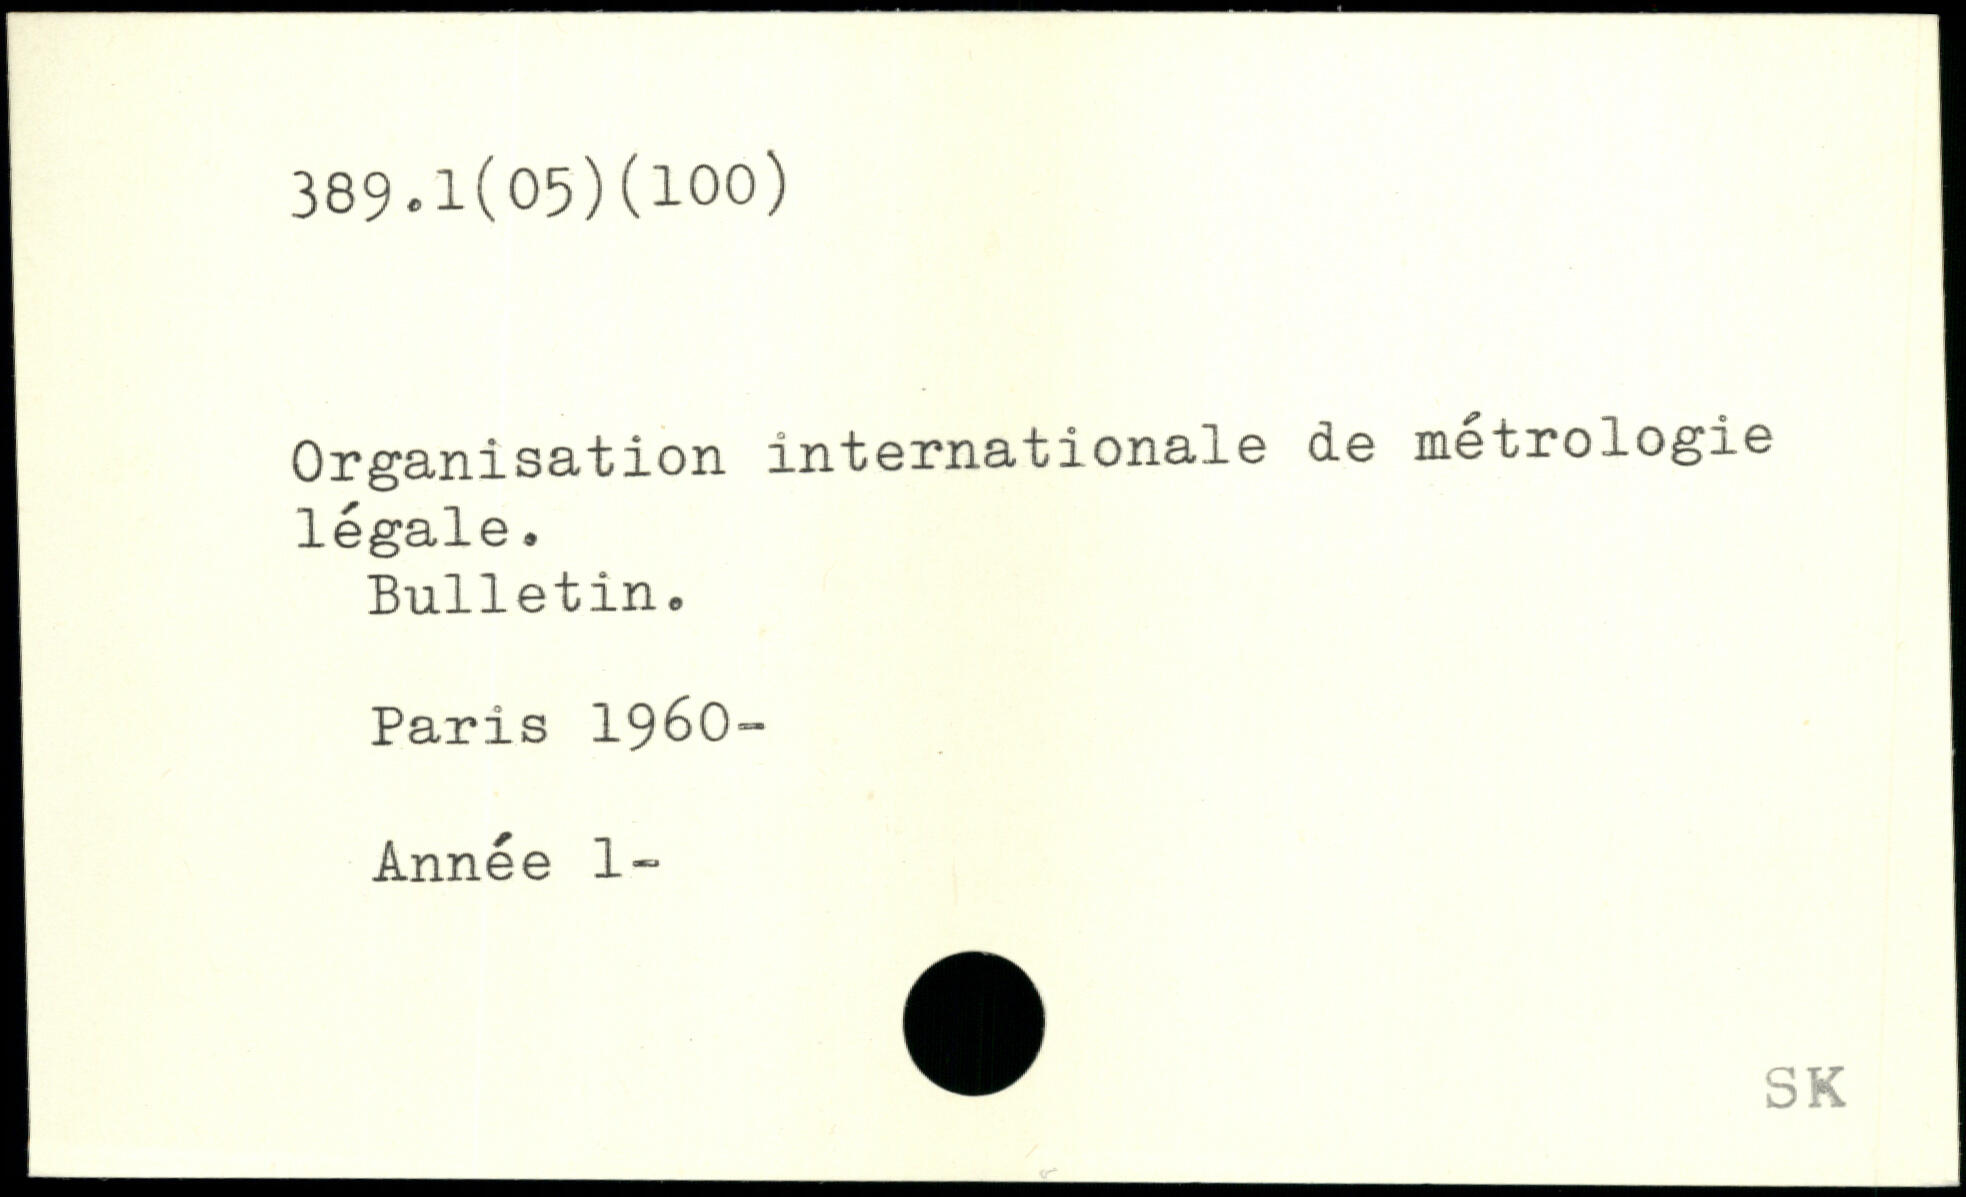 389.1(05)(100)
Organisation internationale de métrologie
légale.
Bulletin.
Paris 1960-
Année 1-
SK